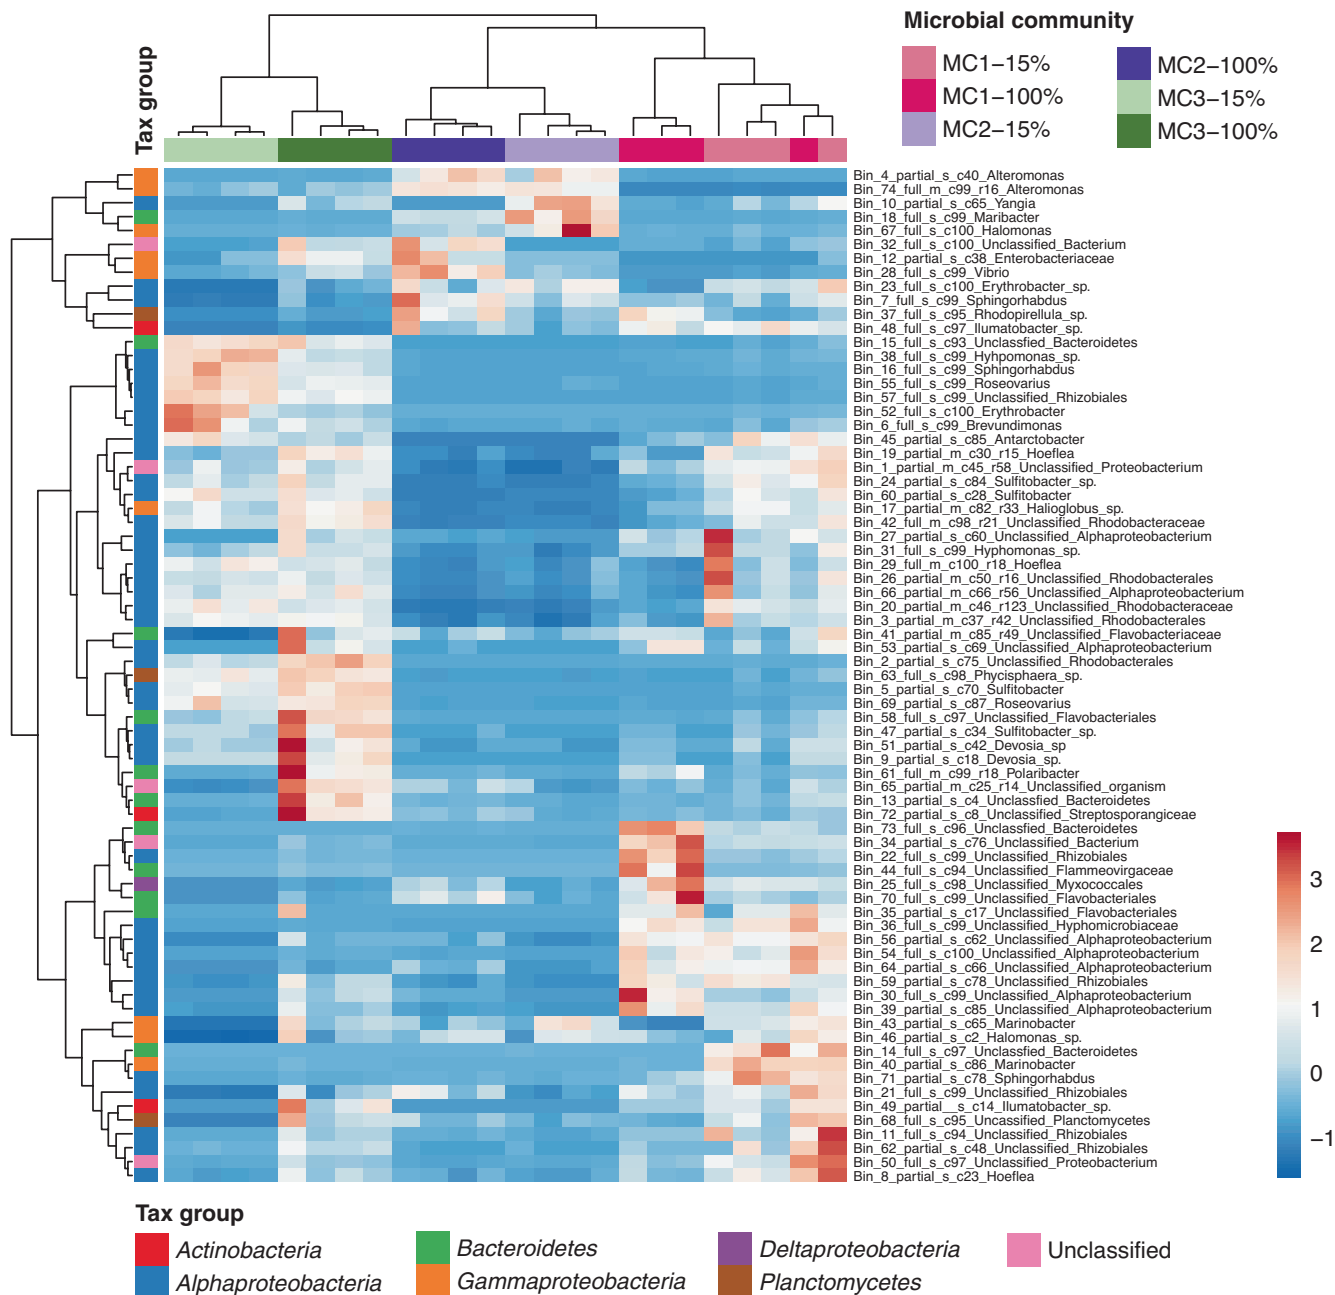 Microbial community
MC1–15%
MC1–100%
MC2–15%
MC2–100%
MC3–15%
MC3–100%
Tax group
Bin_4_partial_s_c40_Alteromonas
Bin_74_full_m_c99_r16_Alteromonas
Bin_10_partial_s_c65_Yangia
Bin_18_full_s_c99_Maribacter
Bin_67_full_s_c100_Halomonas
Bin_32_full_s_c100_Unclassified_Bacterium
Bin_12_partial_s_c38_Enterobacteriaceae
Bin_28_full_s_c99_Vibrio
Bin_23_full_s_c100_Erythrobacter_sp.
Bin_7_full_s_c99_Sphingorhabdus
Bin_37_full_s_c95_Rhodopirellula_sp.
Bin_48_full_s_c97_Ilumatobacter_sp.
Bin_15_full_s_c93_Unclassfied_Bacteroidetes
Bin_38_full_s_c99_Hyhpomonas_sp.
Bin_16_full_s_c99_Sphingorhabdus
Bin_55_full_s_c99_Roseovarius
Bin_57_full_s_c99_Unclassified_Rhizobiales
Bin_52_full_s_c100_Erythrobacter
Bin_6_full_s_c99_Brevundimonas
Bin_45_partial_s_c85_Antarctobacter
Bin_19_partial_m_c30_r15_Hoeflea
Bin_1_partial_m_c45_r58_Unclassified_Proteobacterium
Bin_24_partial_s_c84_Sulfitobacter_sp.
Bin_60_partial_s_c28_Sulfitobacter
Bin_17_partial_m_c82_r33_Halioglobus_sp.
Bin_42_full_m_c98_r21_Unclassified_Rhodobacteraceae
Bin_27_partial_s_c60_Unclassified_Alphaproteobacterium
Bin_31_full_s_c99_Hyphomonas_sp.
Bin_29_full_m_c100_r18_Hoeflea
Bin_26_partial_m_c50_r16_Unclassified_Rhodobacterales
Bin_66_partial_m_c66_r56_Unclassified_Alphaproteobacterium
Bin_20_partial_m_c46_r123_Unclassified_Rhodobacteraceae
Bin_3_partial_m_c37_r42_Unclassified_Rhodobacterales
Bin_41_partial_m_c85_r49_Unclassified_Flavobacteriaceae
Bin_53_partial_s_c69_Unclassified_Alphaproteobacterium
Bin_2_partial_s_c75_Unclassified_Rhodobacterales
Bin_63_full_s_c98_Phycisphaera_sp.
Bin_5_partial_s_c70_Sulfitobacter
Bin_69_partial_s_c87_Roseovarius
Bin_58_full_s_c97_Unclassified_Flavobacteriales
Bin_47_partial_s_c34_Sulfitobacter_sp.
Bin_51_partial_s_c42_Devosia_sp
Bin_9_partial_s_c18_Devosia_sp.
Bin_61_full_m_c99_r18_Polaribacter
Bin_65_partial_m_c25_r14_Unclassified_organism
Bin_13_partial_s_c4_Unclassfied_Bacteroidetes
Bin_72_partial_s_c8_Unclassified_Streptosporangiceae
Bin_73_full_s_c96_Unclassfied_Bacteroidetes
Bin_34_partial_s_c76_Unclassified_Bacterium
Bin_22_full_s_c99_Unclassified_Rhizobiales
Bin_44_full_s_c94_Unclassified_Flammeovirgaceae
Bin_25_full_s_c98_Unclassified_Myxococcales
Bin_70_full_s_c99_Unclassified_Flavobacteriales
Bin_35_partial_s_c17_Unclassified_Flavobacteriales
Bin_36_full_s_c99_Unclassified_Hyphomicrobiaceae
Bin_56_partial_s_c62_Unclassified_Alphaproteobacterium
Bin_54_full_s_c100_Unclassified_Alphaproteobacterium
Bin_64_partial_s_c66_Unclassified_Alphaproteobacterium
Bin_59_partial_s_c78_Unclassified_Rhizobiales
Bin_30_full_s_c99_Unclassified_Alphaproteobacterium
Bin_39_partial_s_c85_Unclassified_Alphaproteobacterium
Bin_43_partial_s_c65_Marinobacter
Bin_46_partial_s_c2_Halomonas_sp.
Bin_14_full_s_c97_Unclassfied_Bacteroidetes
Bin_40_partial_s_c86_Marinobacter
Bin_71_partial_s_c78_Sphingorhabdus
Bin_21_full_s_c99_Unclassified_Rhizobiales
Bin_49_partial__s_c14_Ilumatobacter_sp.
Bin_68_full_s_c95_Uncassified_Planctomycetes
Bin_11_full_s_c94_Unclassified_Rhizobiales
Bin_62_partial_s_c48_Unclassified_Rhizobiales
Bin_50_full_s_c97_Unclassified_Proteobacterium
Bin_8_partial_s_c23_Hoeflea
3
2
1
0
−1
Tax group
Actinobacteria
Alphaproteobacteria
Bacteroidetes
Gammaproteobacteria
Deltaproteobacteria
Planctomycetes
Unclassified